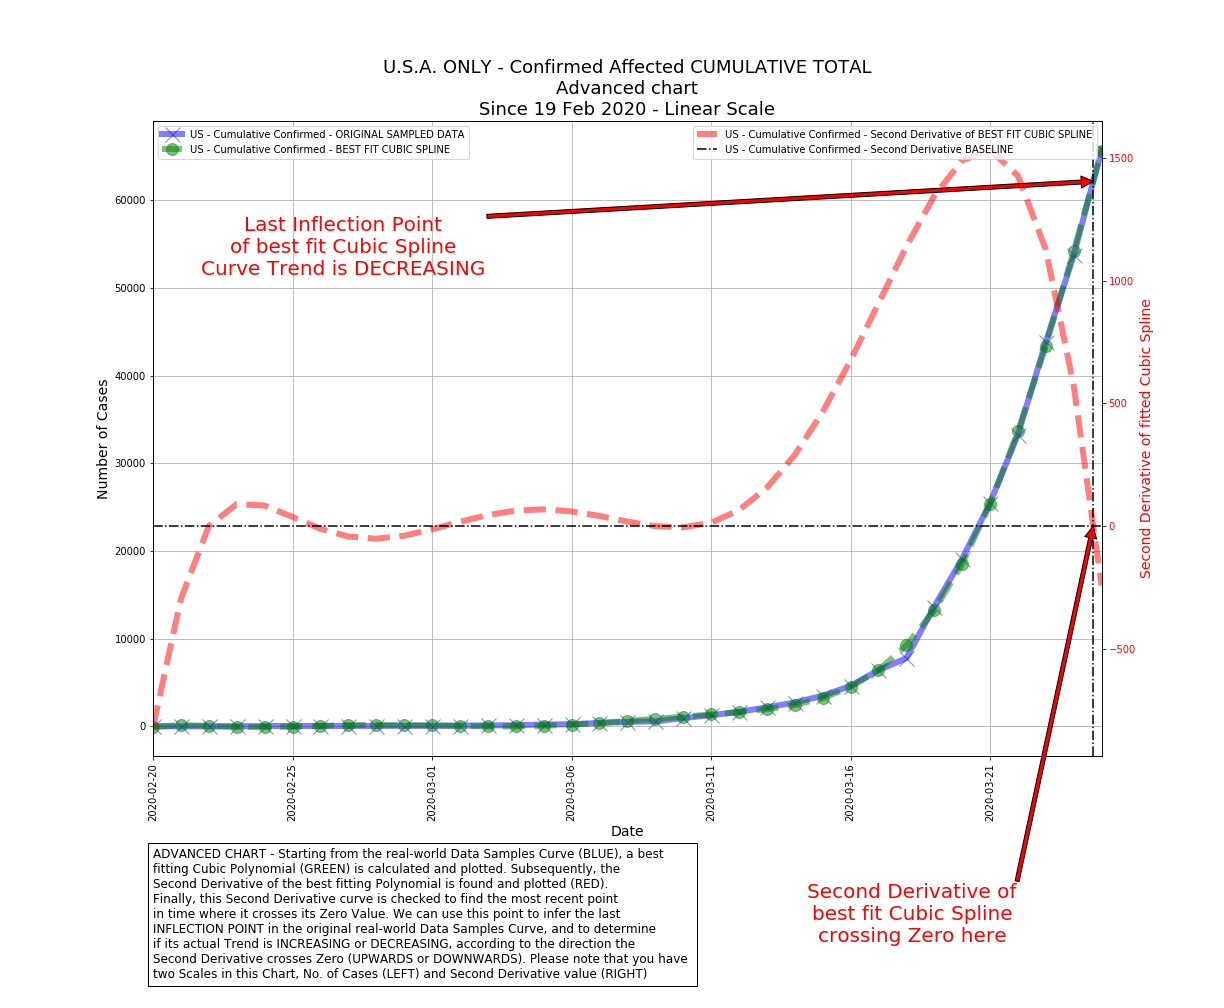 U.S.A. ONLY - Confirmed Affected CUMULATIVE TOTAL
Advanced chart
Since 19 Feb 2020 - Linear Scale
US - Cumulative Confirmed - ORIGINAL SAMPLED DATA
US - Cumulative Confirmed - BEST FIT CUBIC SPLINE
US - Cumulative Confirmed - Second Derivative of BEST FIT CUBIC SPLINE
US - Cumulative Confirmed - Second Derivative BASELINE
Last Inflection Point
of best fit Cubic Spline
Curve Trend is DECREASING
Number of Cases
60000
50000
40000
30000
20000
10000
0
1500
1000
500
0
−500
Second Derivative of fitted Cubic Spline
2020-02-20
2020-02-25
2020-03-01
2020-03-06
2020-03-11
2020-03-16
2020-03-21
Date
ADVANCED CHART - Starting from the real-world Data Samples Curve (BLUE), a best
fitting Cubic Polynomial (GREEN) is calculated and plotted. Subsequently, the
Second Derivative of the best fitting Polynomial is found and plotted (RED).
Finally, this Second Derivative curve is checked to find the most recent point
in time where it crosses its Zero Value. We can use this point to infer the last
INFLECTION POINT in the original real-world Data Samples Curve, and to determine
if its actual Trend is INCREASING or DECREASING, according to the direction the
Second Derivative crosses Zero (UPWARDS or DOWNWARDS). Please note that you have
two Scales in this Chart, No. of Cases (LEFT) and Second Derivative value (RIGHT)
Second Derivative of
best fit Cubic Spline
crossing Zero here